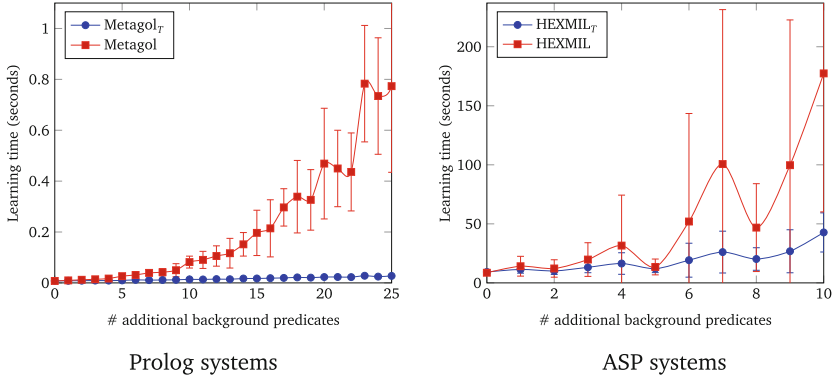 Metagol_T
Metagol
1
0.8
0.6
0.4
0.2
0
0 5 10 15 20 25
Learning time (seconds)
# additional background predicates
Prolog systems
HEXMIL_T
HEXMIL
200
150
100
50
0
0 2 4 6 8 10
Learning time (seconds)
# additional background predicates
ASP systems